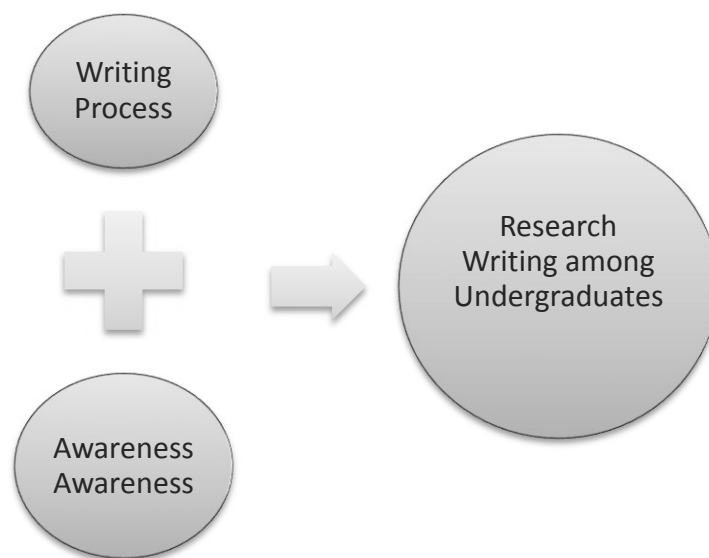 Writing
Process
Research
Writing among
Undergraduates
Awareness
Awareness